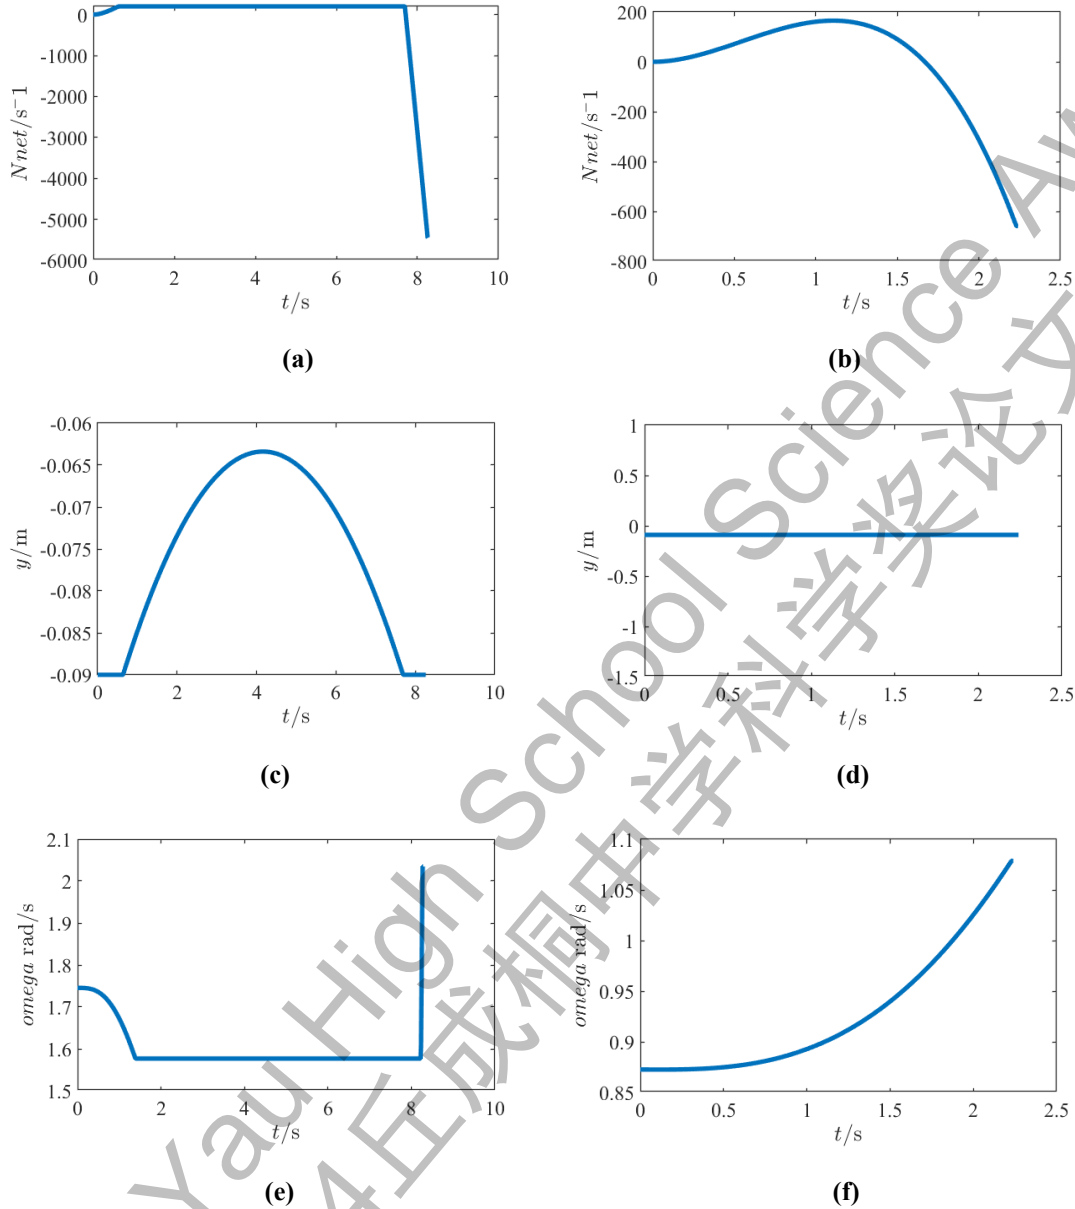 0
-1000
-2000
-3000
-4000
-5000
-6000
0 2 4 6 8 10
Nnet/s−1
t/s
(a)
200
0
-200
-400
-600
-800
0 0.5 1 1.5 2 2.5
Nnet/s−1
t/s
(b)
-0.06
-0.065
-0.07
-0.075
-0.08
-0.085
-0.09
0 2 4 6 8 10
y/m
t/s
(c)
1
0.5
0
-0.5
-1
-1.5
0 0.5 1 1.5 2 2.5
y/m
t/s
(d)
2.1
2
1.9
1.8
1.7
1.6
1.5
0 2 4 6 8 10
omega rad/s
t/s
(e)
1.1
1.05
1
0.95
0.9
0.85
0 0.5 1 1.5 2 2.5
omega rad/s
t/s
(f)
Yau High School Science Aw
4丘成桐中学科学奖论文